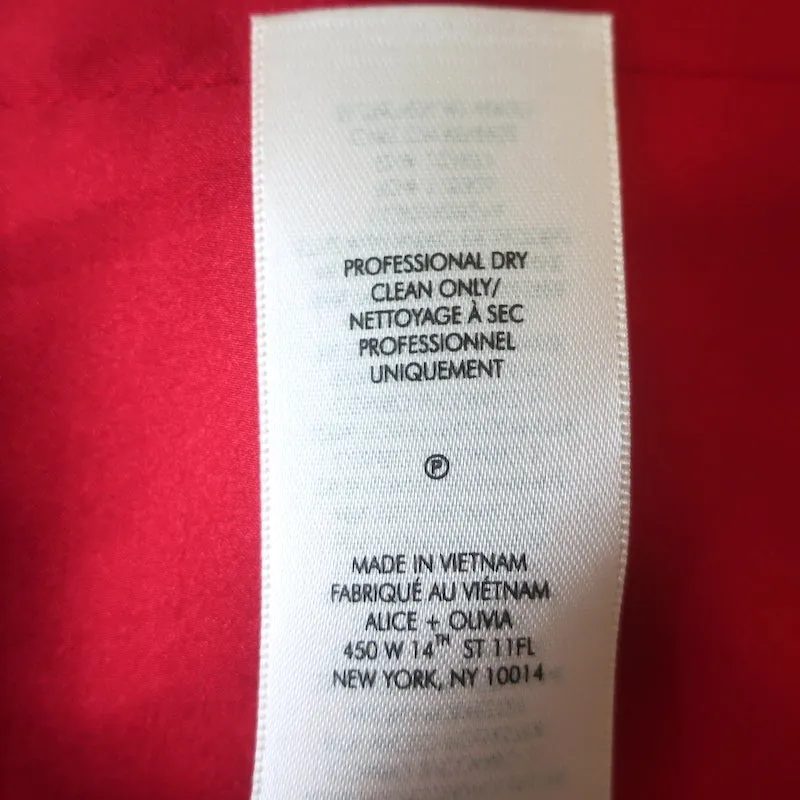 PROFESSIONAL DRY
CLEAN ONLY/
NETTOYAGE À SEC
PROFESSIONNEL
UNIQUEMENT
P
MADE IN VIETNAM
FABRIQUÉ AU VIÉTNAM
ALICE + OLIVIA
450 W 14TH ST 11FL
NEW YORK, NY 10014